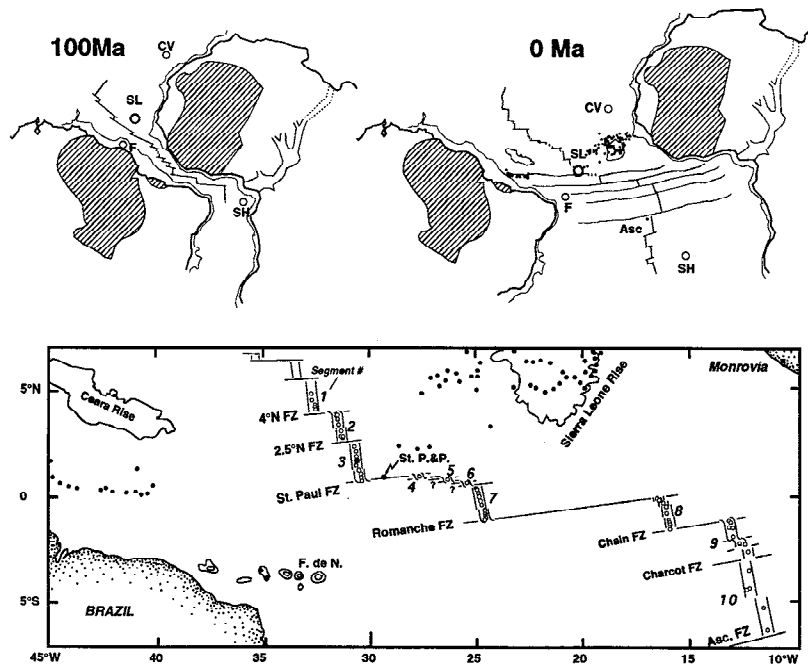 100Ma
CV
SL
F
SH
0 Ma
CV
SL
F
Asc
SH
5°N
0
5°S
Ceara Rise
Segment #
1
4°N FZ
2
2.5°N FZ
3
St. P.&P.
St. Paul FZ
4
5
6
?
?
7
Romanche FZ
Monrovia
Sierra Leone Rise
8
Chain FZ
9
Charcot FZ
10
Asc. FZ
F. de N.
BRAZIL
45°W
40
35
30
25
20
15
10°W